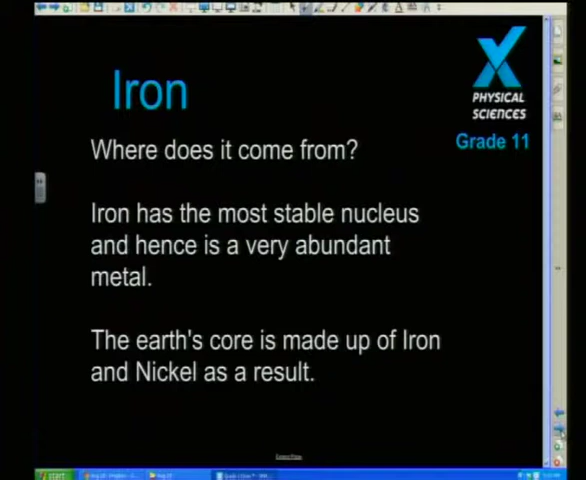 Iron
PHYSICAL
SCIENCES
Grade 11
Where does it come from?
Iron has the most stable nucleus
and hence is a very abundant
metal.
The earth's core is made up of Iron
and Nickel as a result.
start